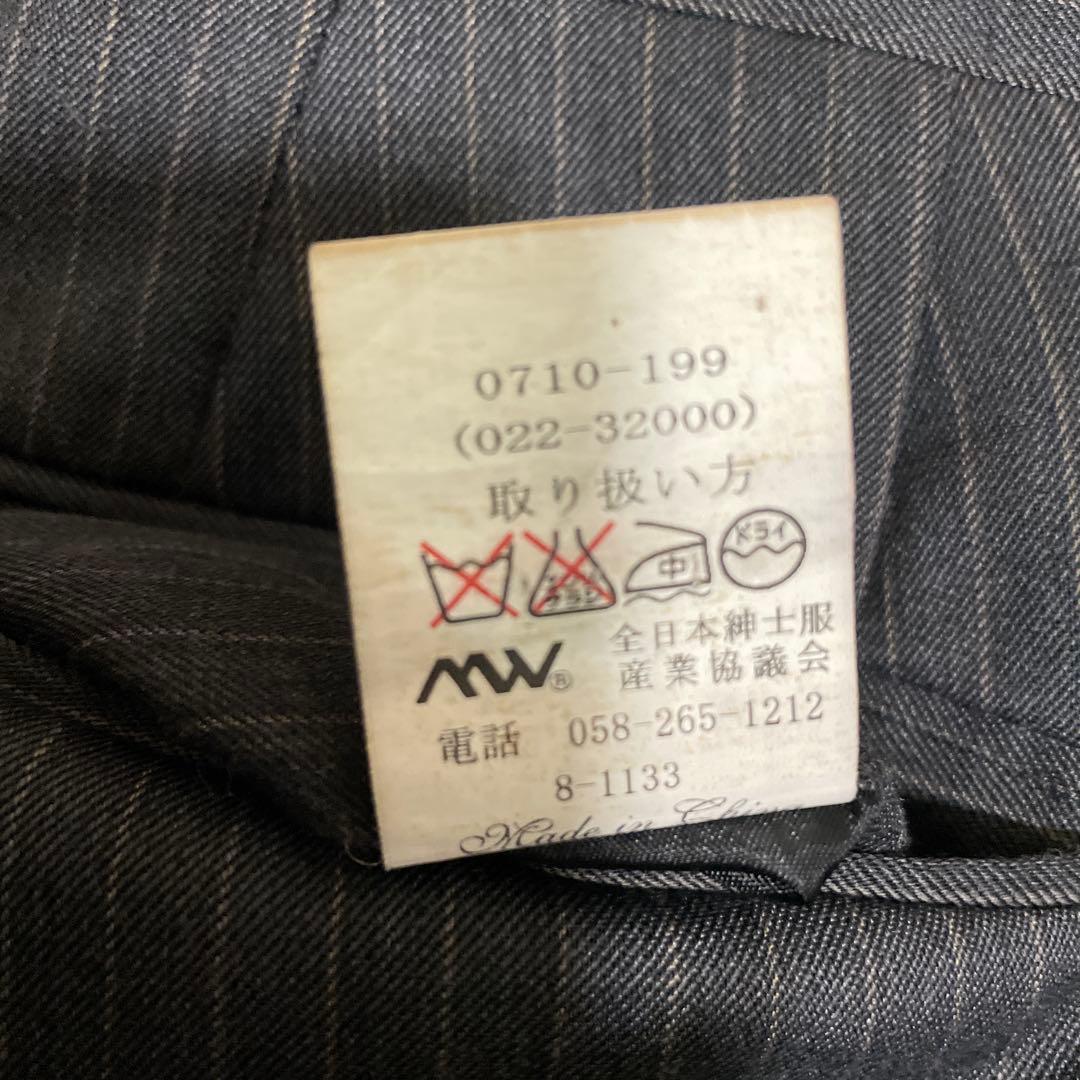 0710-199
(022-32000)
取り扱い方
中 ドライ
MW® 全日本紳士服
産業協議会
電話 058-265-1212
8-1133
Made in China